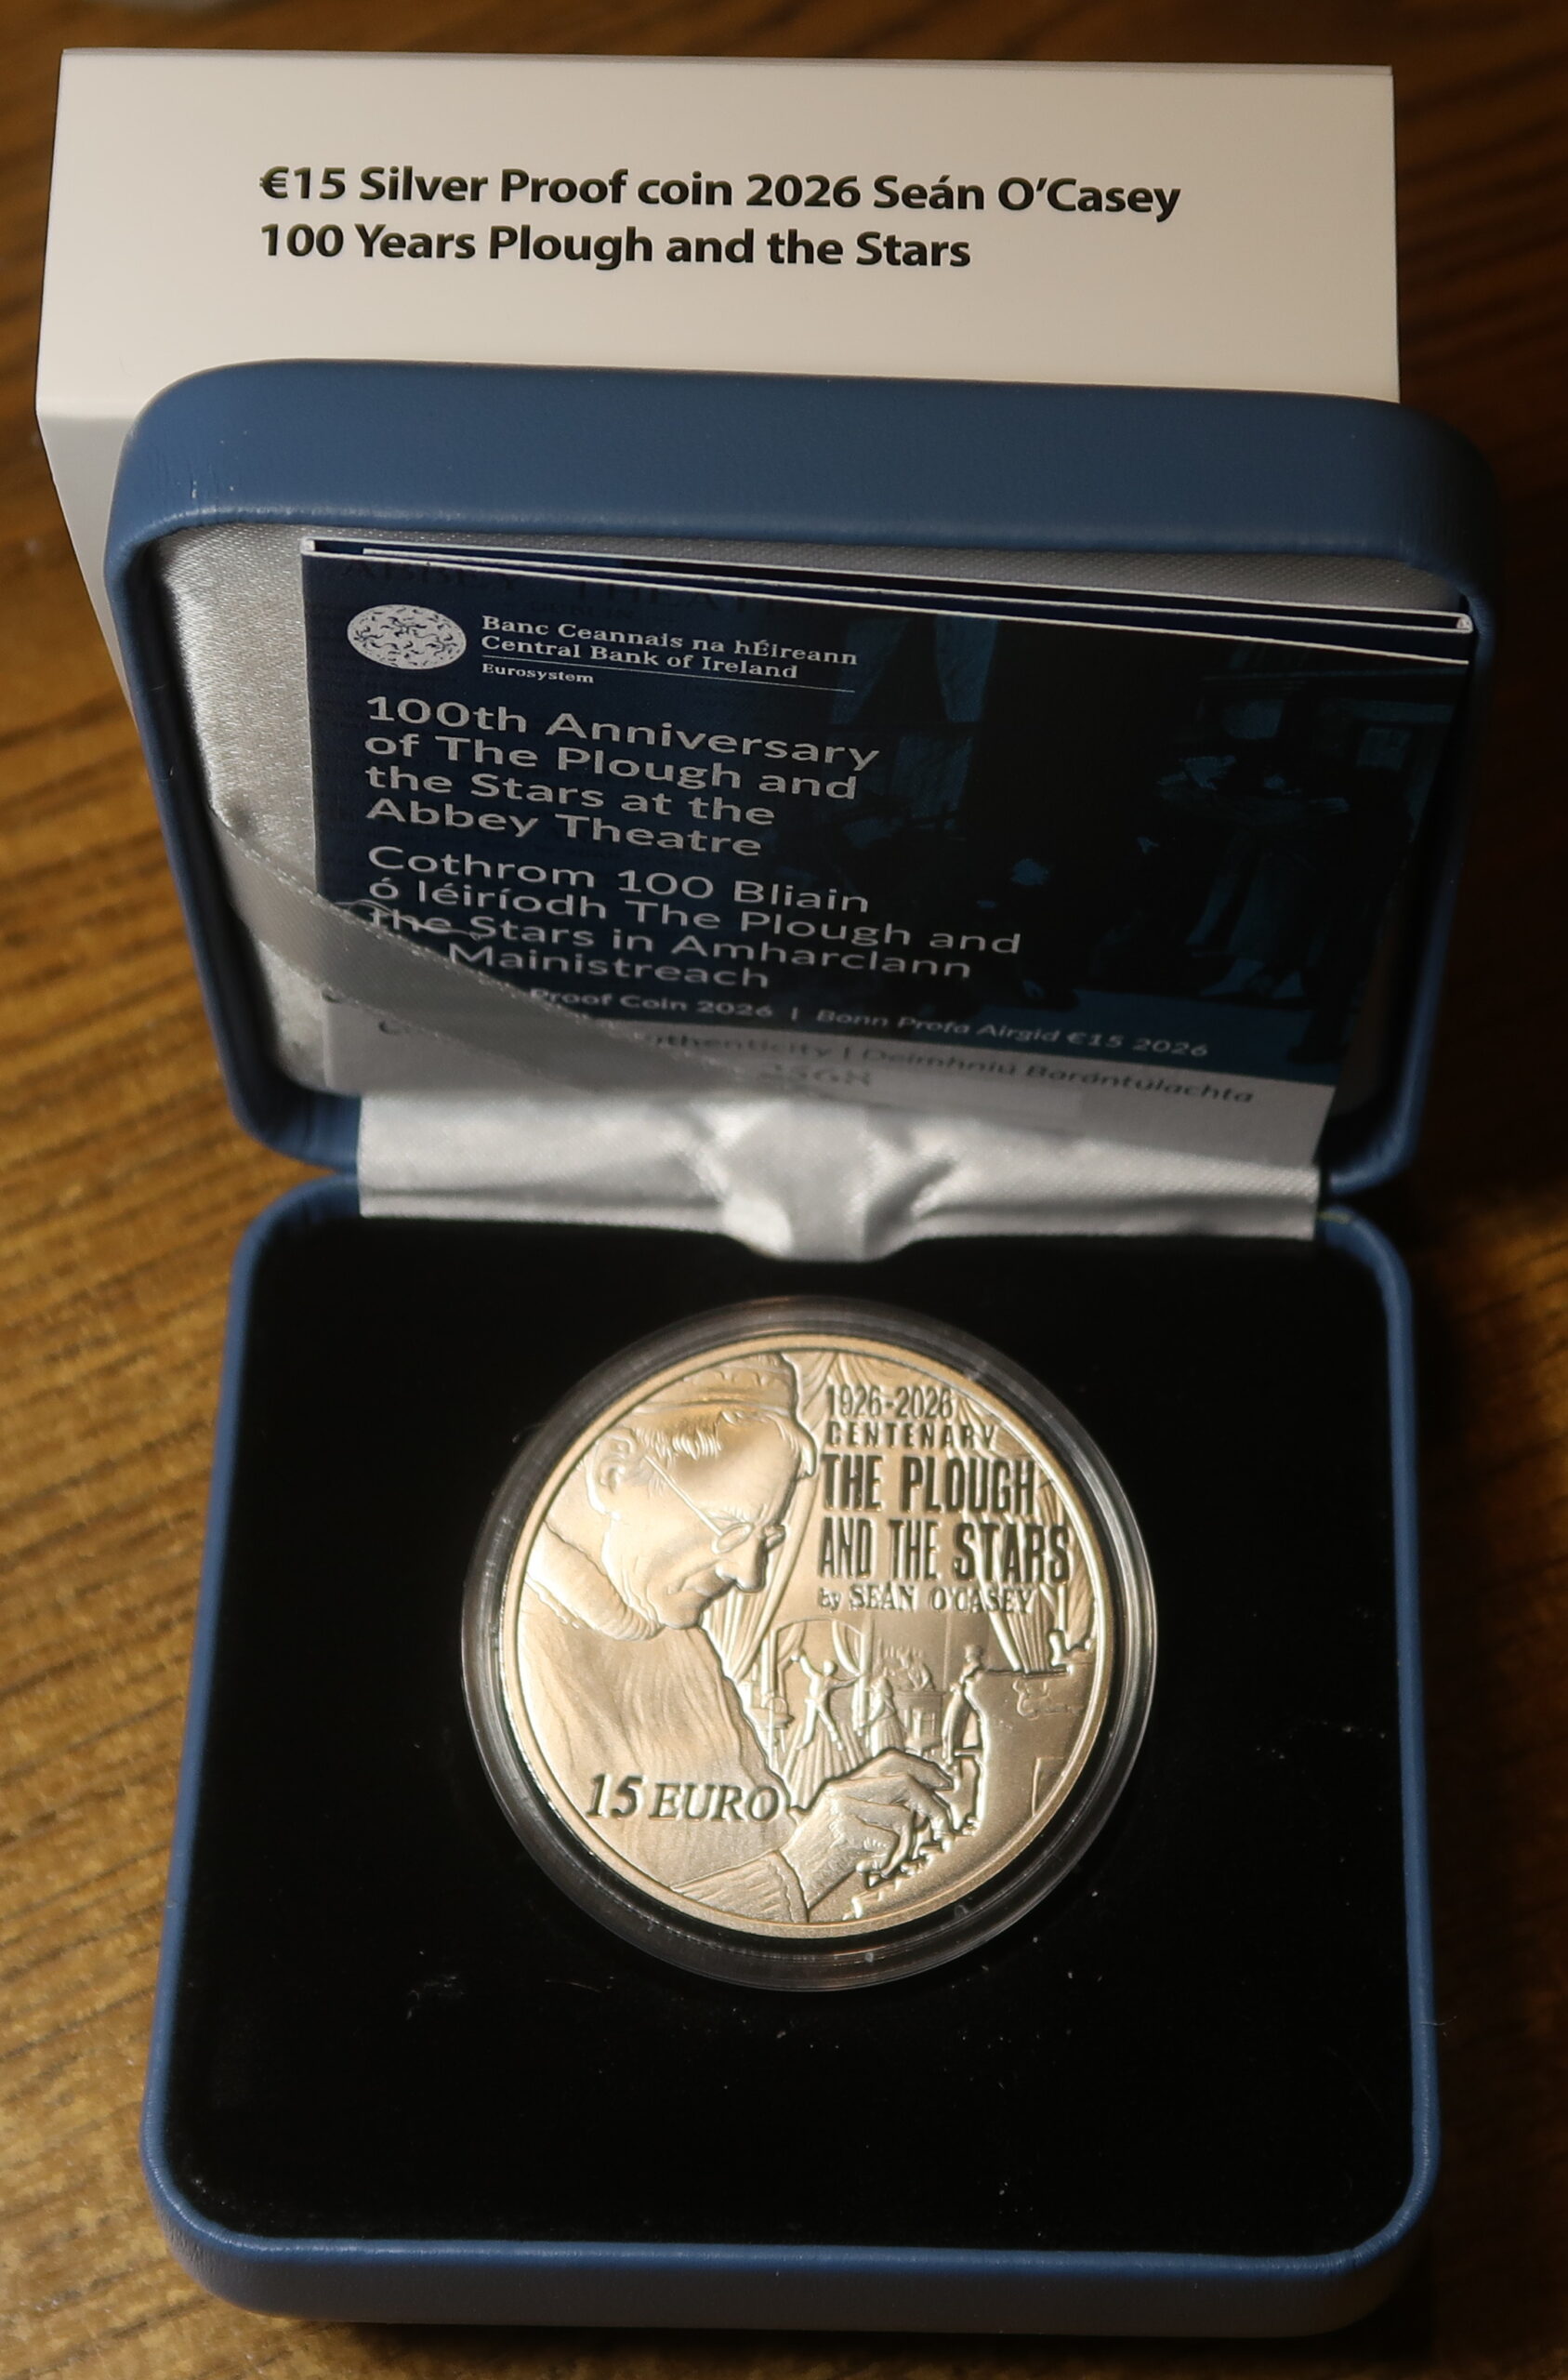 €15 Silver Proof coin 2026 Seán O'Casey
100 Years Plough and the Stars
Banc Ceannais na hÉireann
Central Bank of Ireland
Eurosystem
100th Anniversary
of The Plough and
the Stars at the
Abbey Theatre
Cothrom 100 Bliain
ó léiríodh The Plough and
the Stars in Amharclann
Mainistreach
Proof Coin 2026 | Bonn Profa Airgid €15 2026
Deimhniú Barántúlachta
1926-2026
CENTENARY
THE PLOUGH
AND THE STARS
by SEÁN O'CASEY
15 EURO